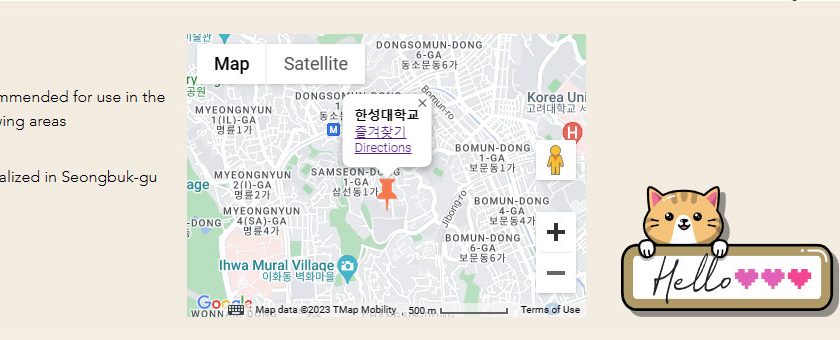 mmended for use in the
ving areas
alized in Seongbuk-gu
Map
Satellite
DONGSOMUN-DONG
6-GA
동소문동6가
공원
MYEONGNYUN
1(IL)-GA
명륜1가
한성대학교
즐겨찾기
Directions
Bomun-ro
Korea Uni
고려대학교 서
H
M
BOMUN-DONG
1-GA
보문동1가
SAMSEON-DONG
1-GA
삼선동1가
age
MYEONGNYUN
2(I)-GA
명륜2가
MYEONGNYUN
4(SA)-GA
명륜4가
Jibong-ro
BOMUN-DONG
4-GA
보문동4가
BOMUN-DONG
6-GA
보문동6가
Ihwa Mural Village
이화동 벽화마을
Google
Map data ©2023 TMap Mobility
500 m
Terms of Use
Hello